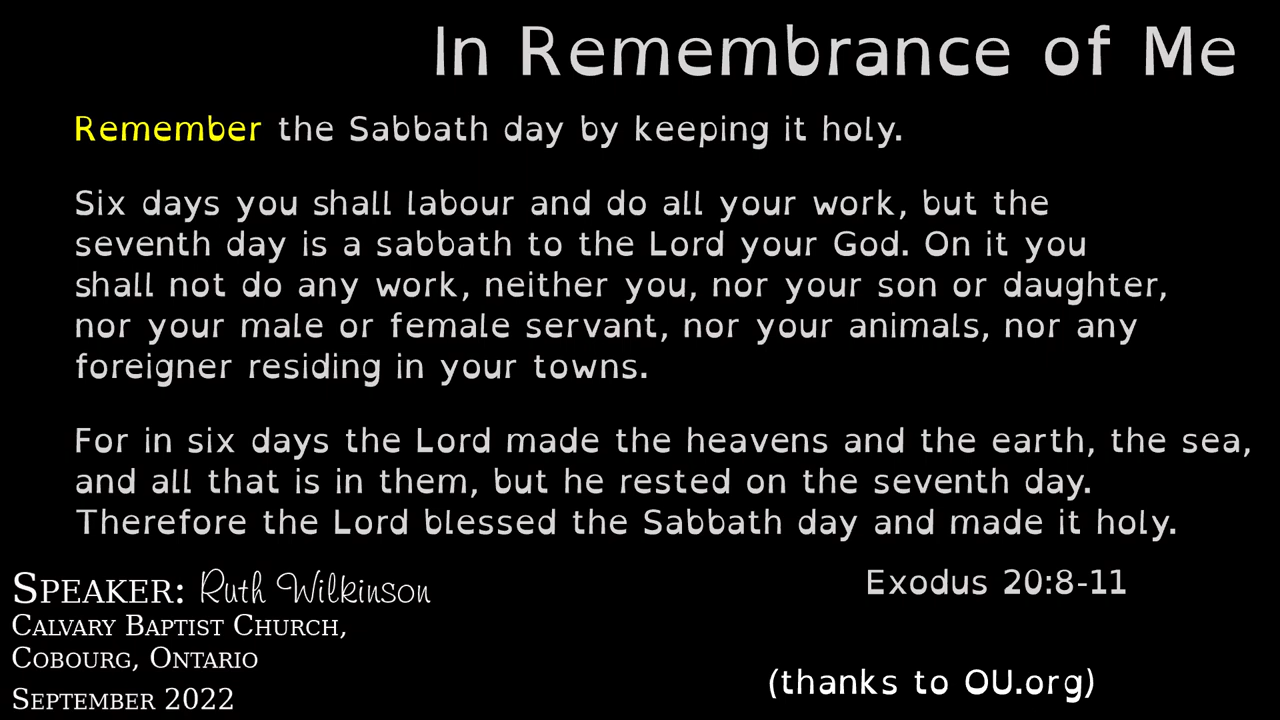 In Remembrance of Me
Remember the Sabbath day by keeping it holy.
Six days you shall labour and do all your work, but the
seventh day is a sabbath to the Lord your God. On it you
shall not do any work, neither you, nor your son or daughter,
nor your male or female servant, nor your animals, nor any
foreigner residing in your towns.
For in six days the Lord made the heavens and the earth, the sea,
and all that is in them, but he rested on the seventh day.
Therefore the Lord blessed the Sabbath day and made it holy.
Exodus 20:8-11
Speaker: Ruth Wilkinson
Calvary Baptist Church,
Cobourg, Ontario
September 2022
(thanks to OU.org)